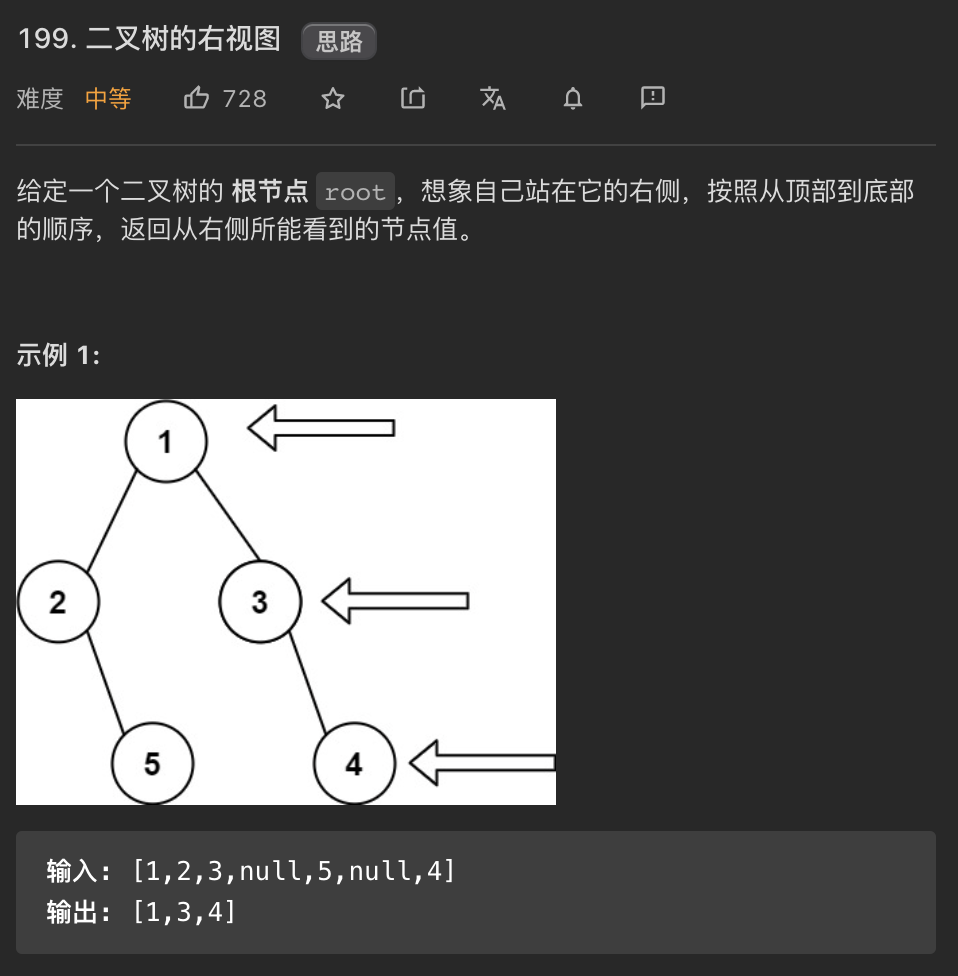 199. 二叉树的右视图 思路
难度 中等 728
给定一个二叉树的 根节点 root，想象自己站在它的右侧，按照从顶部到底部
的顺序，返回从右侧所能看到的节点值。
示例 1:
1
2 3
5 4
输入: [1,2,3,null,5,null,4]
输出: [1,3,4]